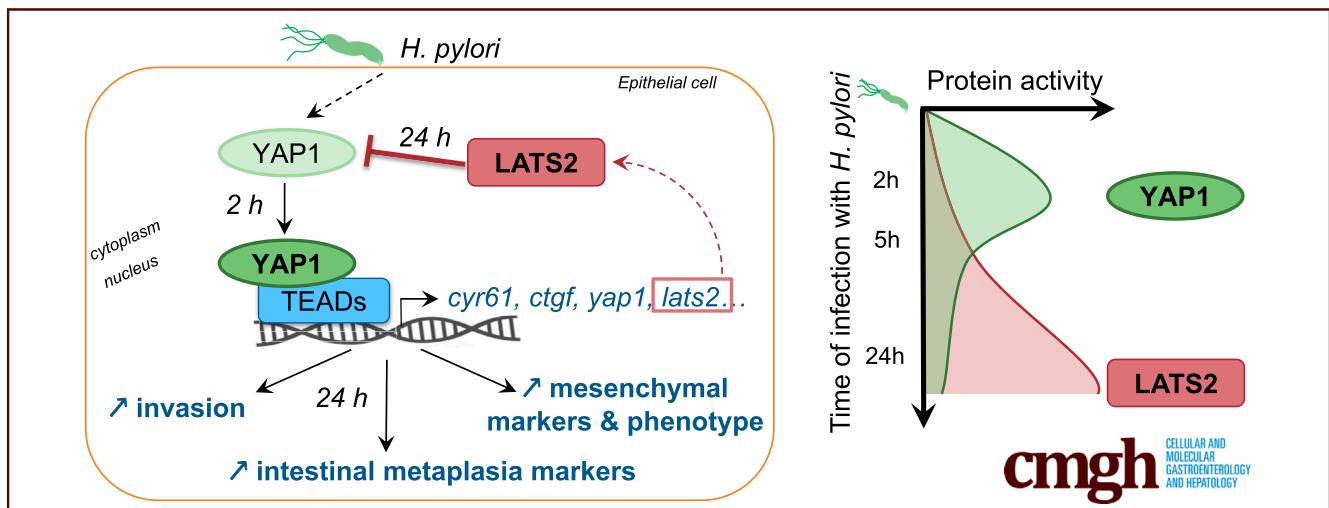 H. pylori
Epithelial cell
YAP1
24 h
LATS2
2 h
cytoplasm
nucleus
YAP1
TEADs
cyr61, ctgf, yap1, lats2...
↗ invasion
24 h
↗ mesenchymal
markers & phenotype
↗ intestinal metaplasia markers
Protein activity
Time of infection with H. pylori
2h
YAP1
5h
24h
LATS2
cmgh
CELLULAR AND
MOLECULAR
GASTROENTEROLOGY
AND HEPATOLOGY